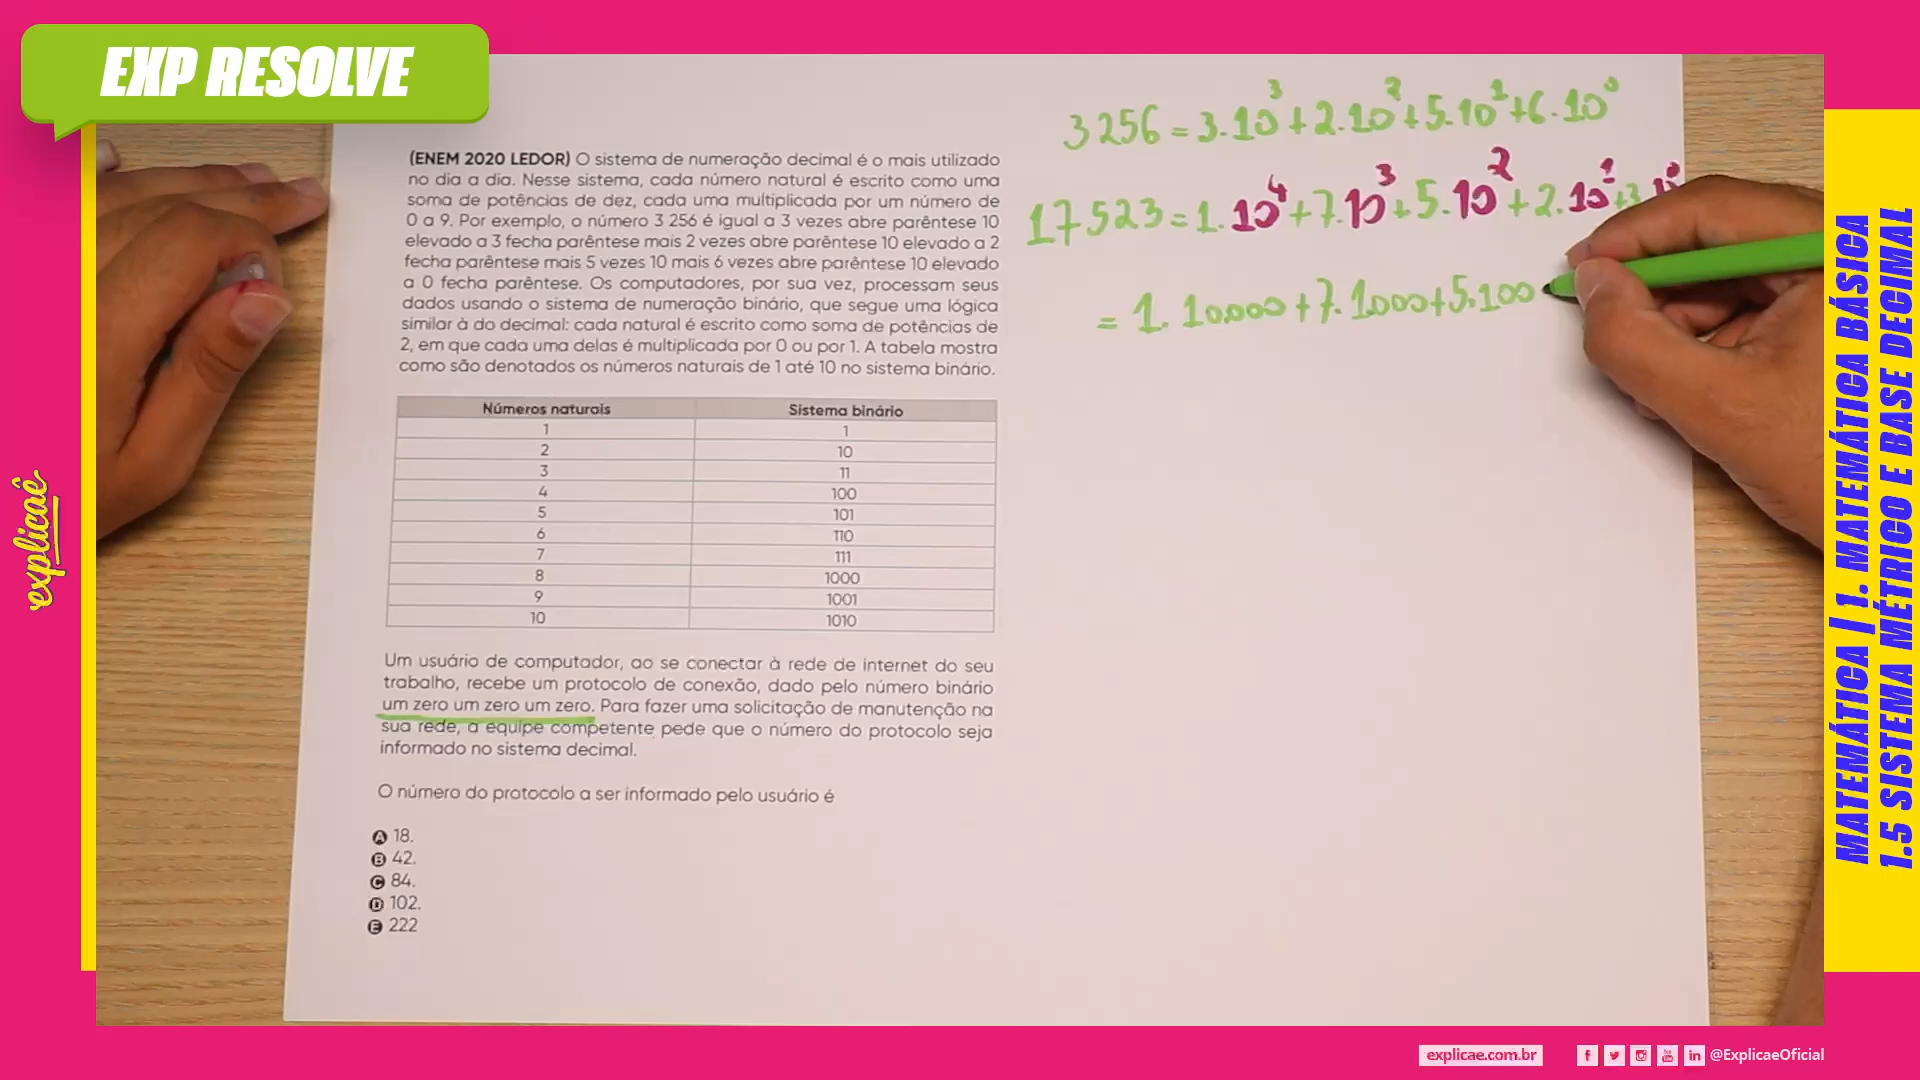 EXP RESOLVE
(ENEM 2020 LEDOR) O sistema de numeração decimal é o mais utilizado
no dia a dia. Nesse sistema, cada número natural é escrito como uma
soma de potências de dez, cada uma multiplicada por um número de
0 a 9. Por exemplo, o número 3 256 é igual a 3 vezes abre parêntese 10
elevado a 3 fecha parêntese mais 2 vezes abre parêntese 10 elevado a 2
fecha parêntese mais 5 vezes 10 mais 6 vezes abre parêntese 10 elevado
a 0 fecha parêntese. Os computadores, por sua vez, processam seus
dados usando o sistema de numeração binário, que segue uma lógica
similar à do decimal: cada natural é escrito como soma de potências de
2, em que cada uma delas é multiplicada por 0 ou por 1. A tabela mostra
como são denotados os números naturais de 1 até 10 no sistema binário.
Números naturais Sistema binário
1 1
2 10
3 11
4 100
5 101
6 110
7 111
8 1000
9 1001
10 1010
Um usuário de computador, ao se conectar à rede de internet do seu
trabalho, recebe um protocolo de conexão, dado pelo número binário
um zero um zero um zero. Para fazer uma solicitação de manutenção na
sua rede, a equipe competente pede que o número do protocolo seja
informado no sistema decimal.
O número do protocolo a ser informado pelo usuário é
A 18.
B 42.
C 84.
D 102.
E 222
3256 = 3.10³ + 2.10² + 5.10¹ + 6.10⁰
17523 = 1.10⁴ + 7.10³ + 5.10² + 2.10¹ + 3.10⁰
= 1.10.000 + 7.1.000 + 5.100
explicaê
MATEMÁTICA | 1. MATEMÁTICA BÁSICA
1.5 SISTEMA MÉTRICO E BASE DECIMAL
explicae.com.br
@ExplicaeOficial